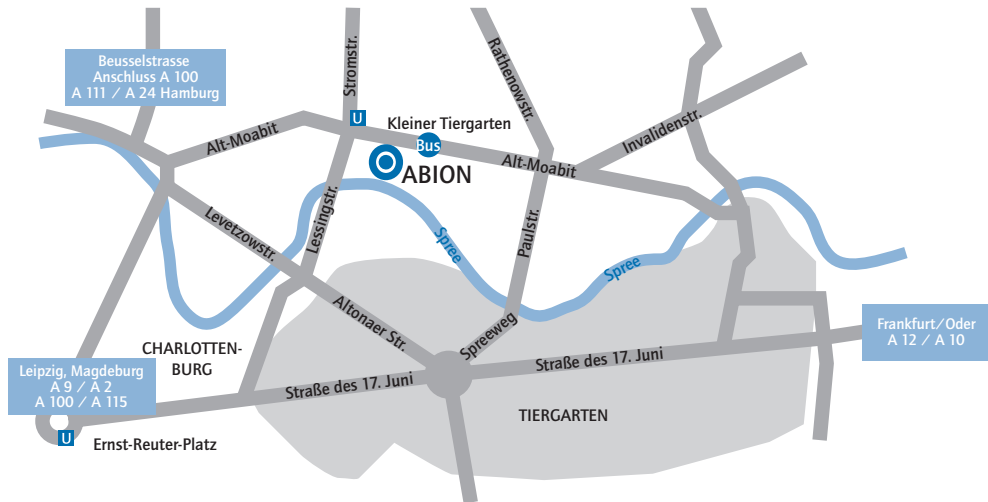 Beusselstrasse
Anschluss A 100
A 111 / A 24 Hamburg
Stromstr.
Rathenowstr.
U
Kleiner Tiergarten
Bus
Invalidenstr.
Alt-Moabit
Alt-Moabit
ABION
Levetzowstr.
Lessingstr.
Spree
Paulstr.
Spree
Altonaer Str.
Spreeweg
Frankfurt/Oder
A 12 / A 10
CHARLOTTEN-
BURG
Straße des 17. Juni
Leipzig, Magdeburg
A 9 / A 2
A 100 / A 115
Straße des 17. Juni
TIERGARTEN
U
Ernst-Reuter-Platz